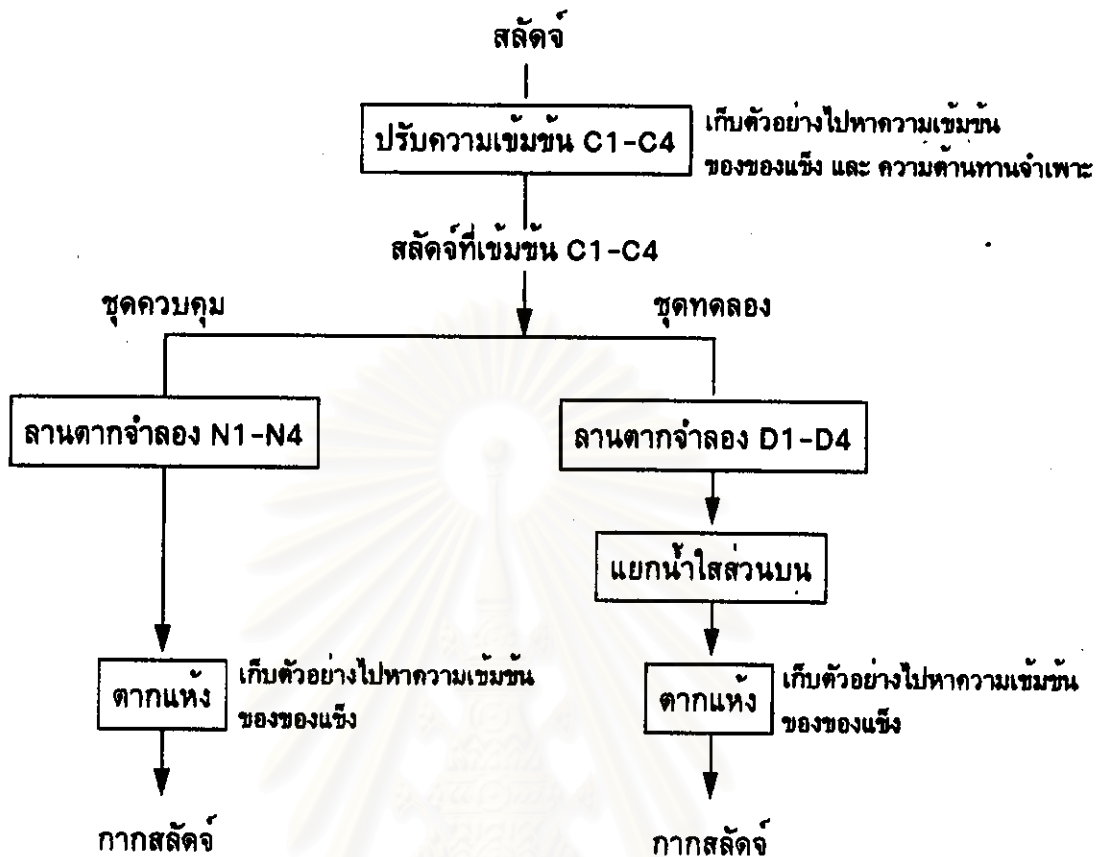 สลัดจ์
ปรับความเข้มข้น C1-C4
เก็บตัวอย่างไปหาความเข้มข้น
ของของแข็ง และ ความต้านทานจำเพาะ
สลัดจ์ที่เข้มข้น C1-C4
ชุดควบคุม
ชุดทดลอง
ลานตากจำลอง N1-N4
ลานตากจำลอง D1-D4
แยกน้ำใสส่วนบน
ตากแห้ง
เก็บตัวอย่างไปหาความเข้มข้น
ของของแข็ง
ตากแห้ง
เก็บตัวอย่างไปหาความเข้มข้น
ของของแข็ง
กากสลัดจ์
กากสลัดจ์